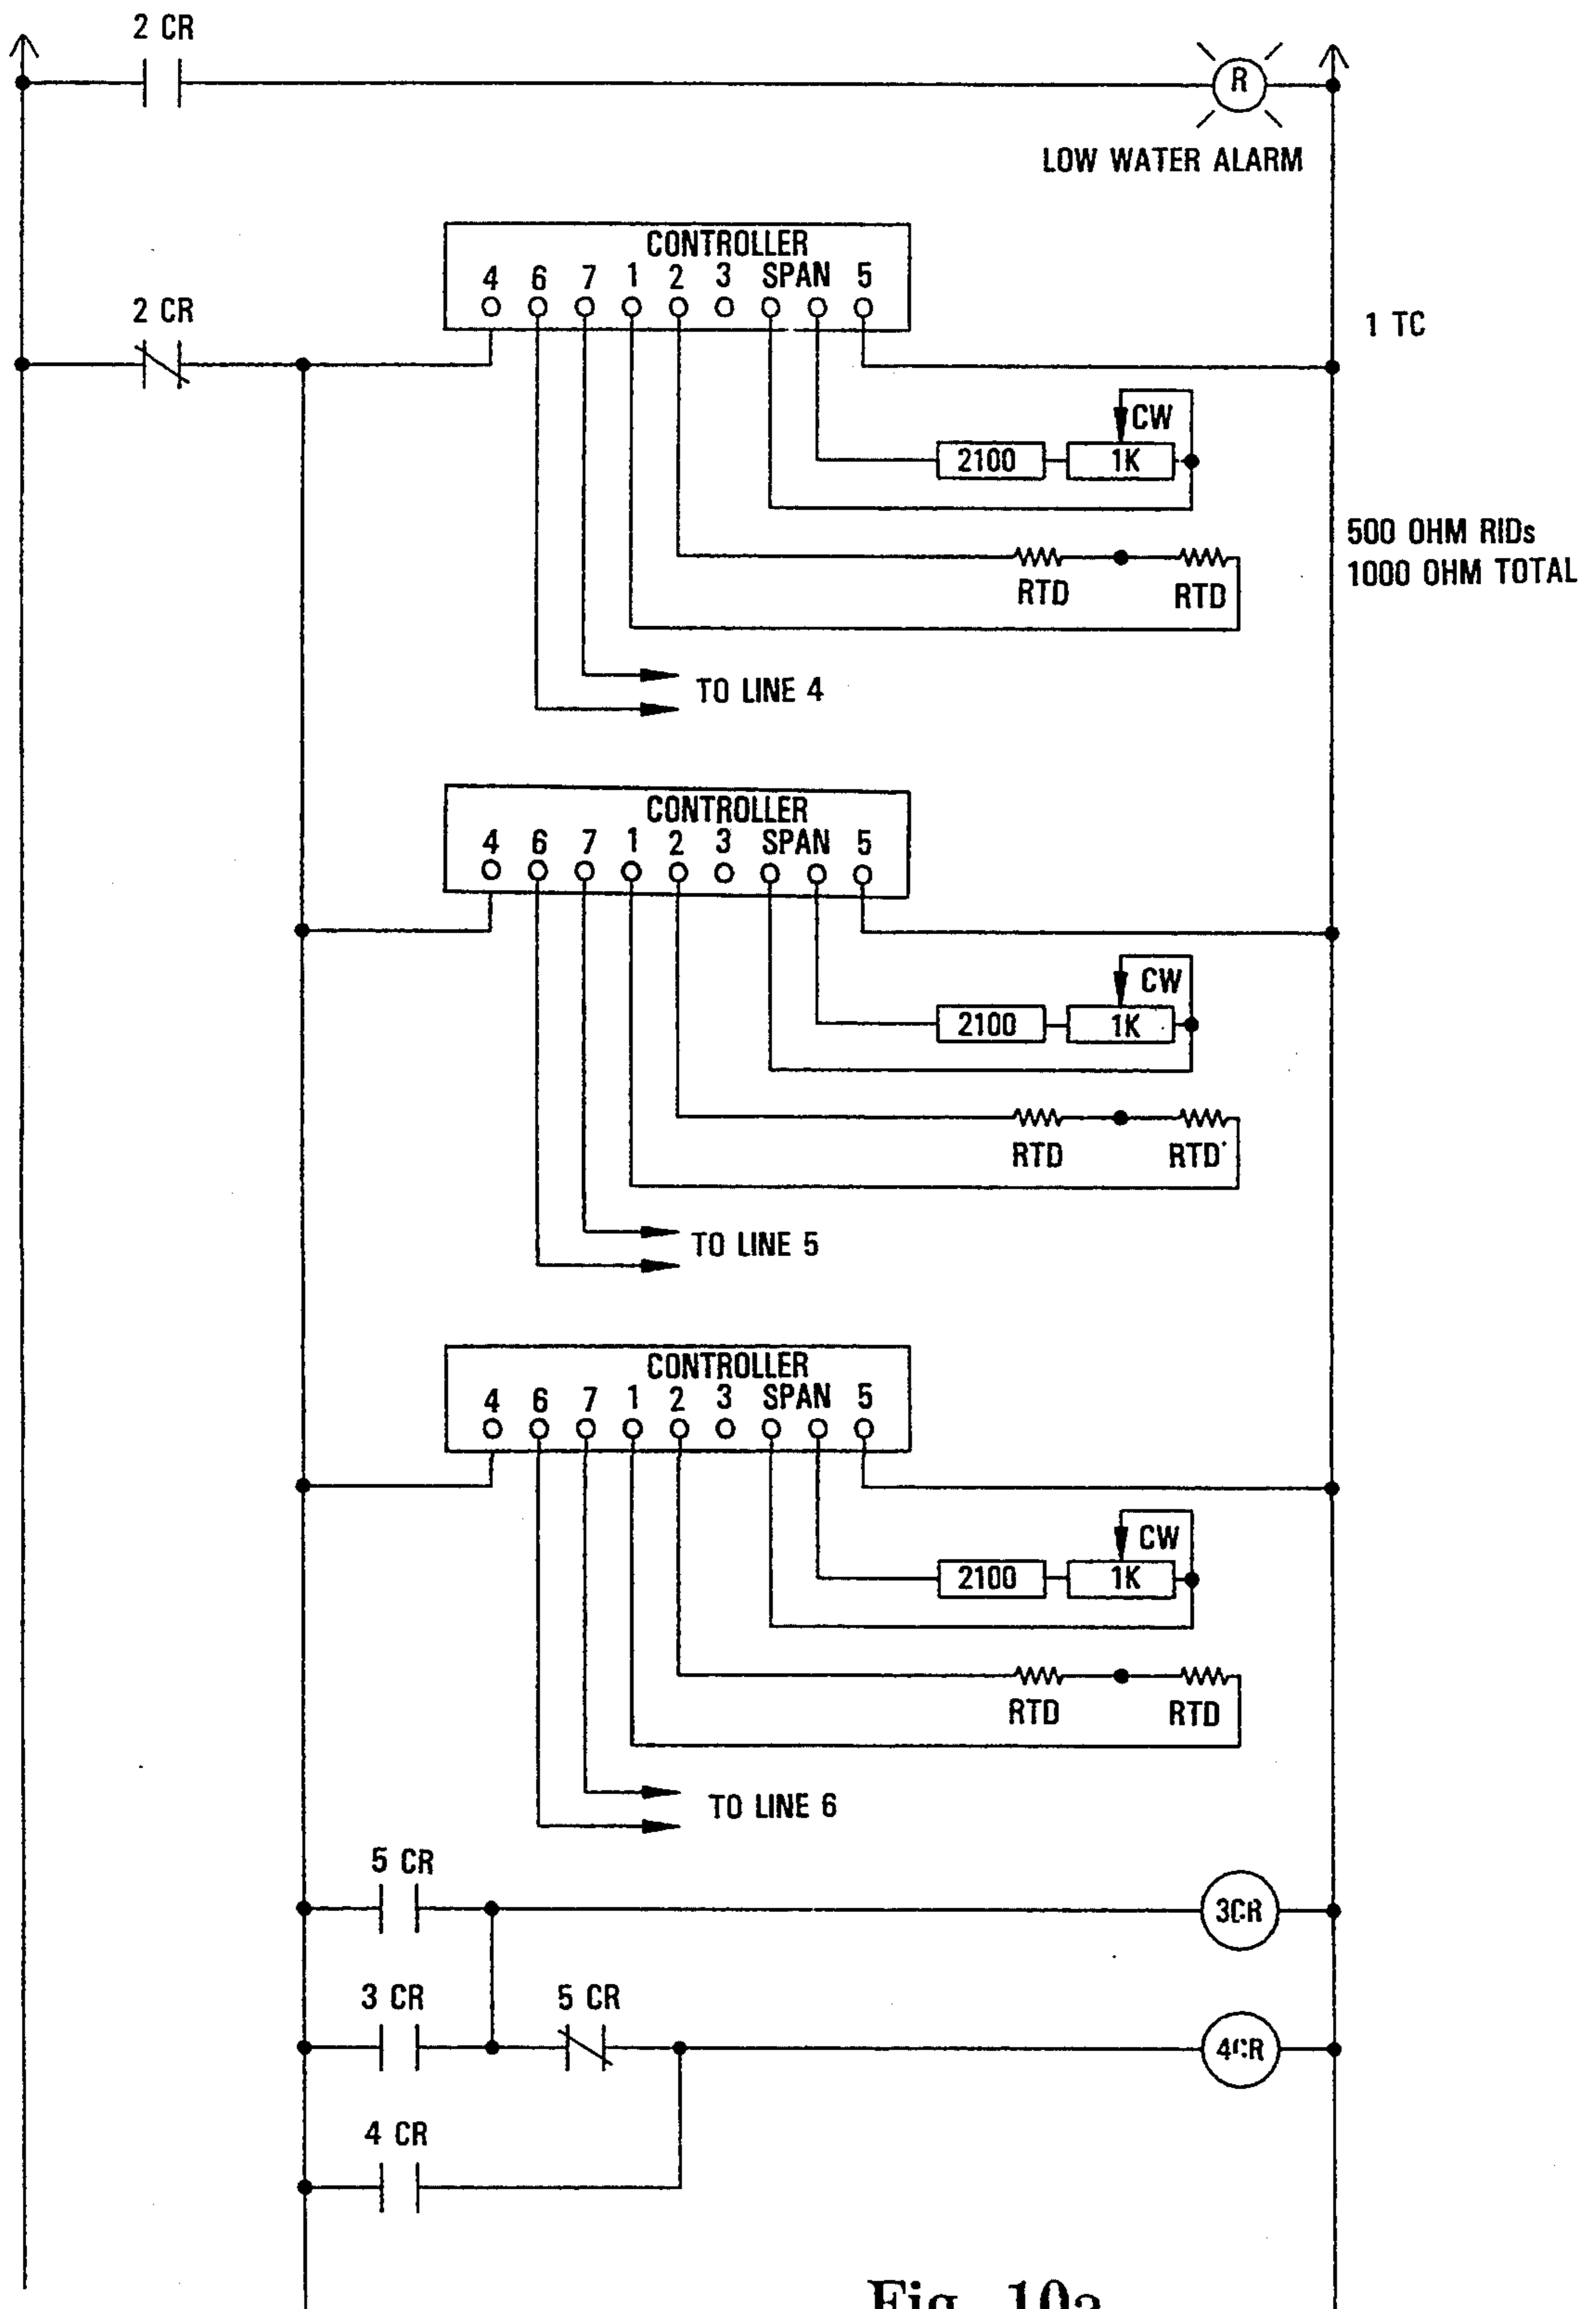 2 CR
R
LOW WATER ALARM
CONTROLLER
4 6 7 1 2 3 SPAN 5
2 CR
1 TC
CW
2100 1K
500 OHM RIDs
1000 OHM TOTAL
RTD RTD
TO LINE 4
CONTROLLER
4 6 7 1 2 3 SPAN 5
CW
2100 1K
RTD RTD
TO LINE 5
CONTROLLER
4 6 7 1 2 3 SPAN 5
CW
2100 1K
RTD RTD
TO LINE 6
5 CR
3CR
3 CR 5 CR
4CR
4 CR
Fig. 10a